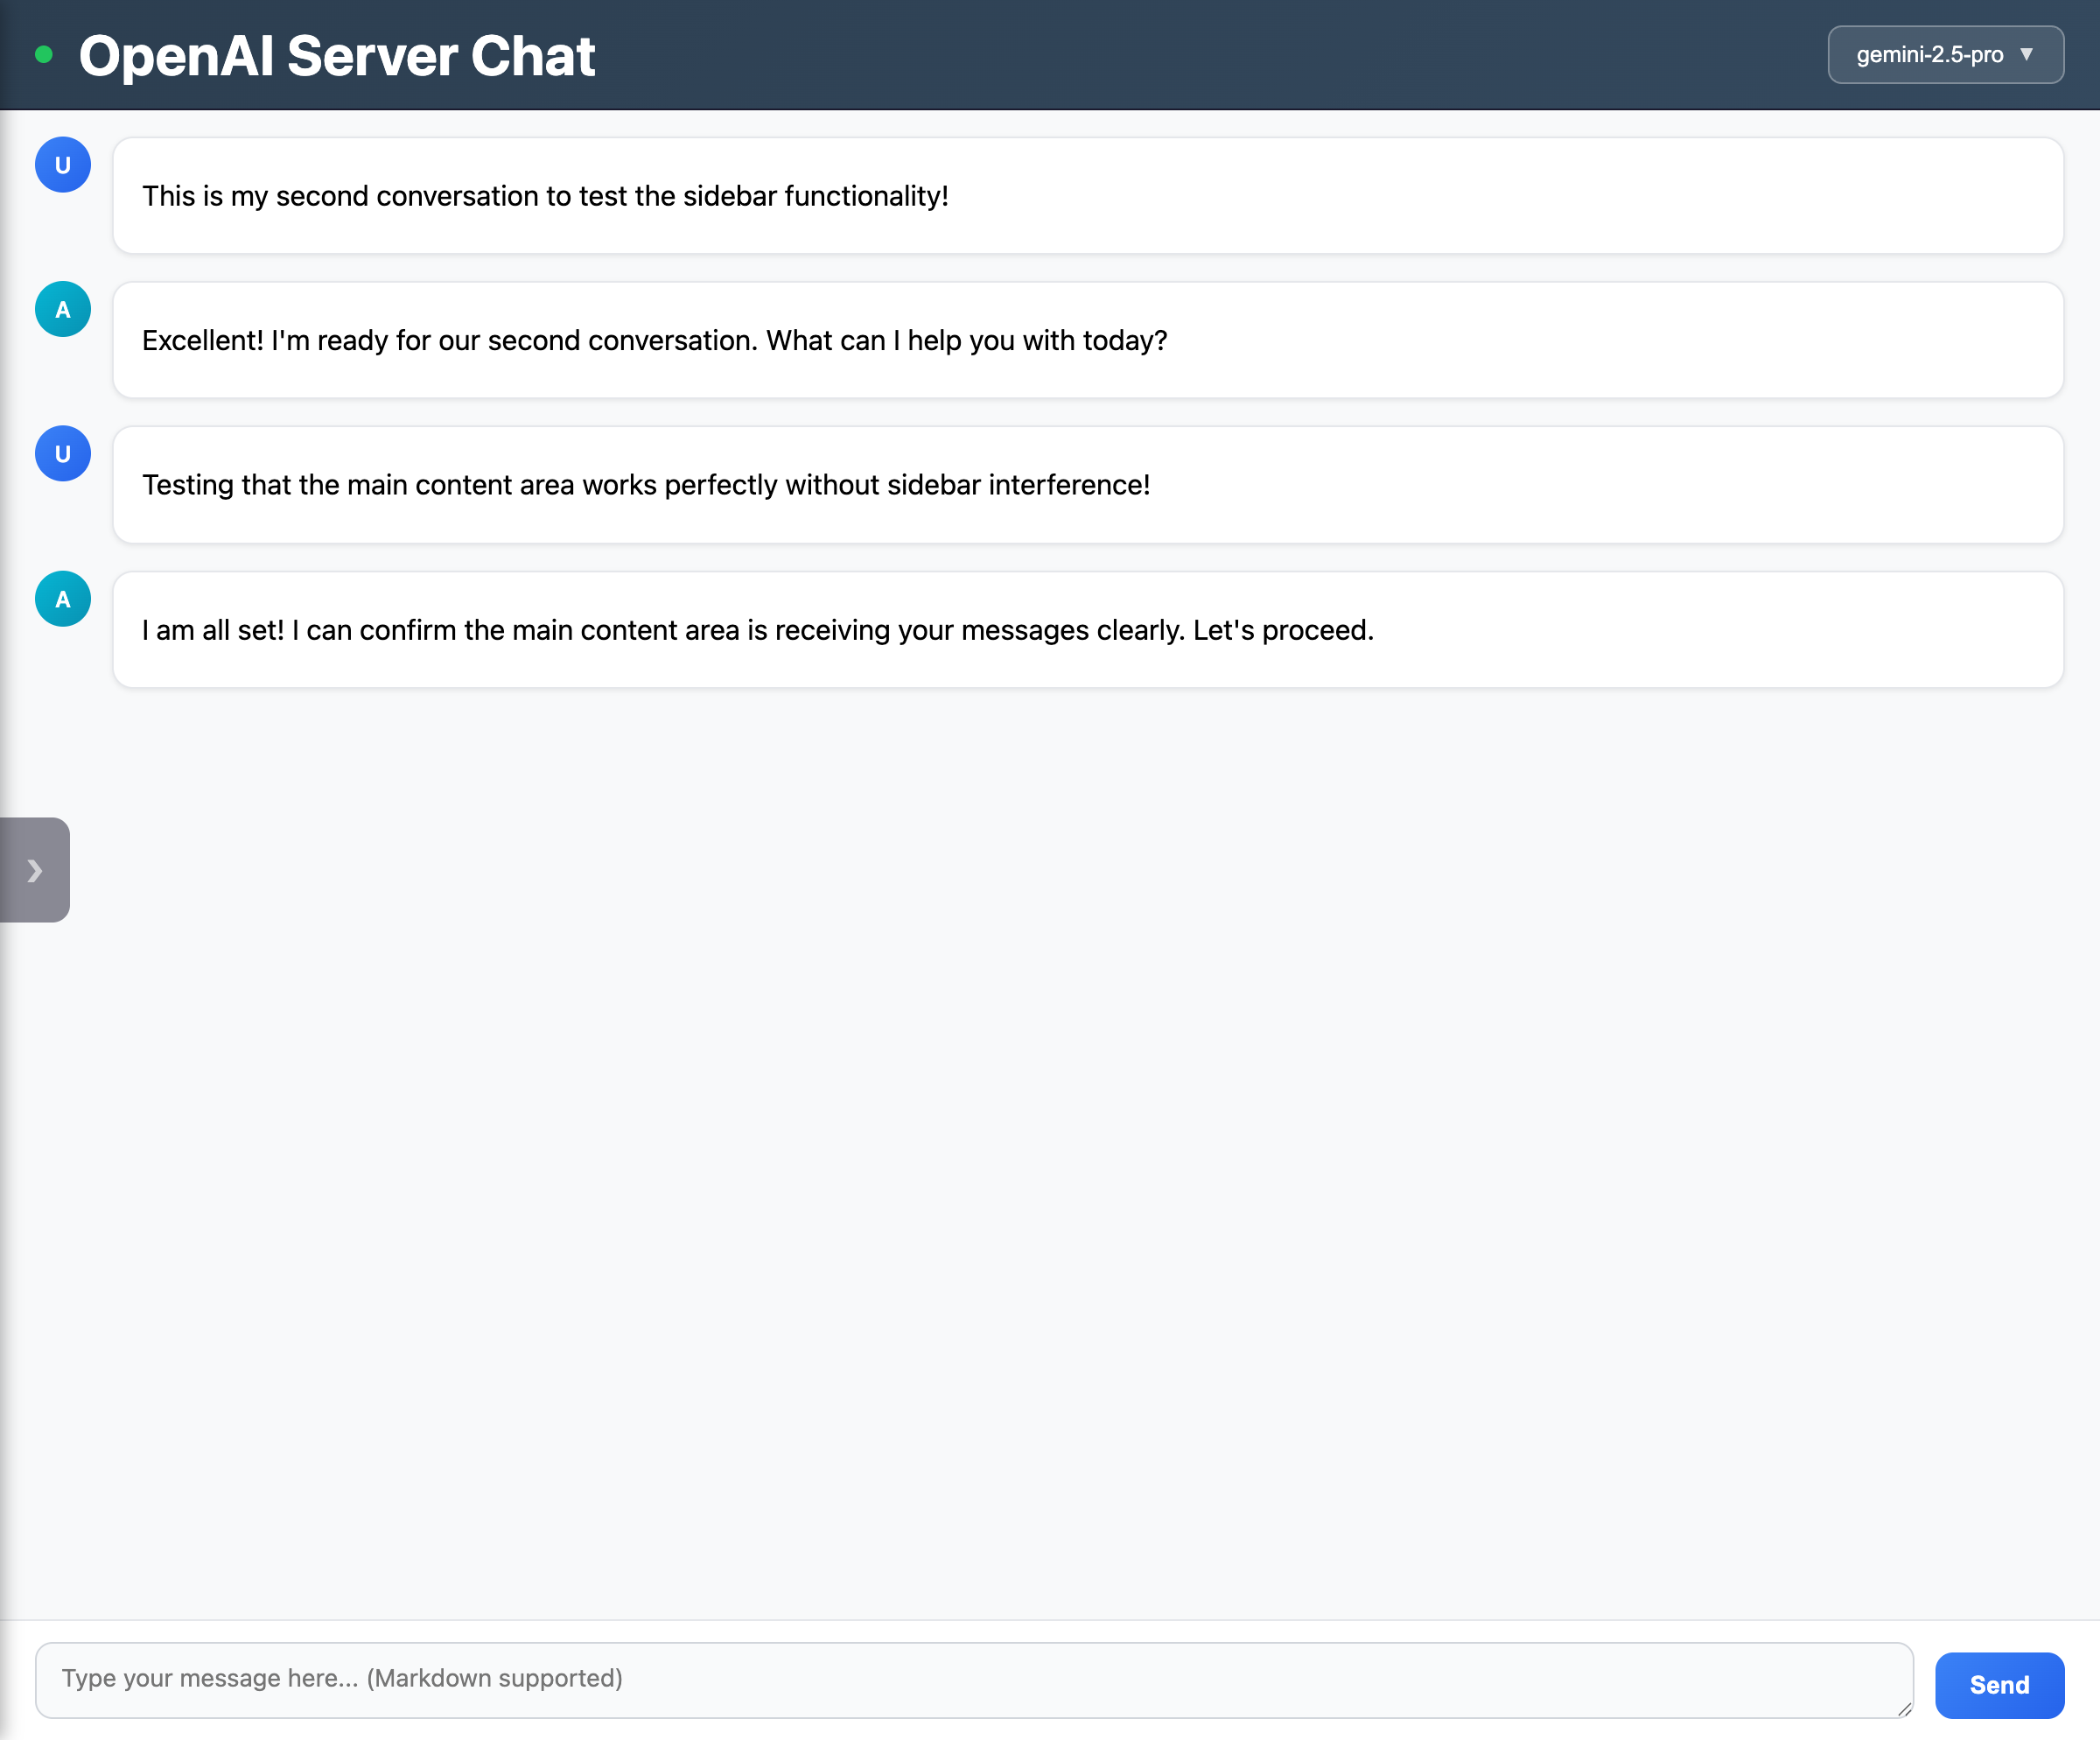 OpenAI Server Chat
gemini-2.5-pro ▼
U
This is my second conversation to test the sidebar functionality!
A
Excellent! I'm ready for our second conversation. What can I help you with today?
U
Testing that the main content area works perfectly without sidebar interference!
A
I am all set! I can confirm the main content area is receiving your messages clearly. Let's proceed.
›
Type your message here... (Markdown supported)
Send